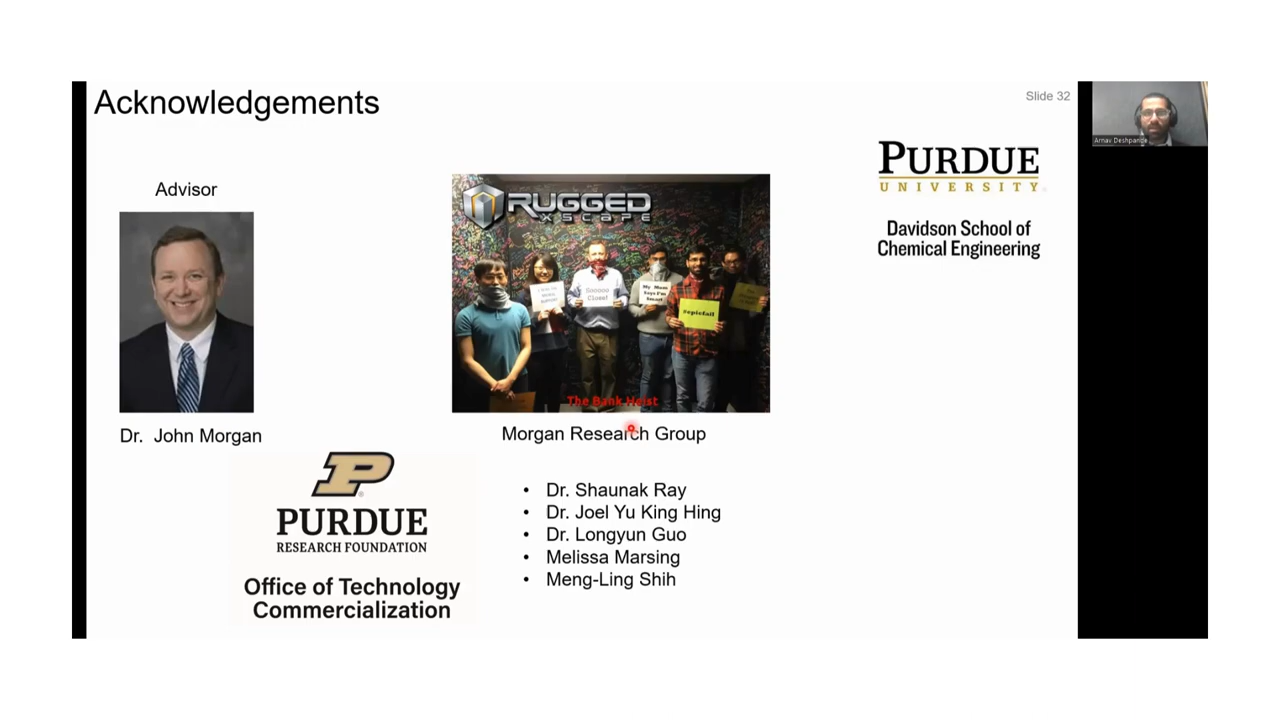 Acknowledgements
Slide 32
Arnav Deshpande
Advisor
Dr. John Morgan
RUGGED
XSCAPE
Sooooo
Close!
My Mom
Says I'm
Smart
#epicfail
The Bank Heist
Morgan Research Group
PURDUE
UNIVERSITY
Davidson School of
Chemical Engineering
P
PURDUE
RESEARCH FOUNDATION
Office of Technology
Commercialization
• Dr. Shaunak Ray
• Dr. Joel Yu King Hing
• Dr. Longyun Guo
• Melissa Marsing
• Meng-Ling Shih